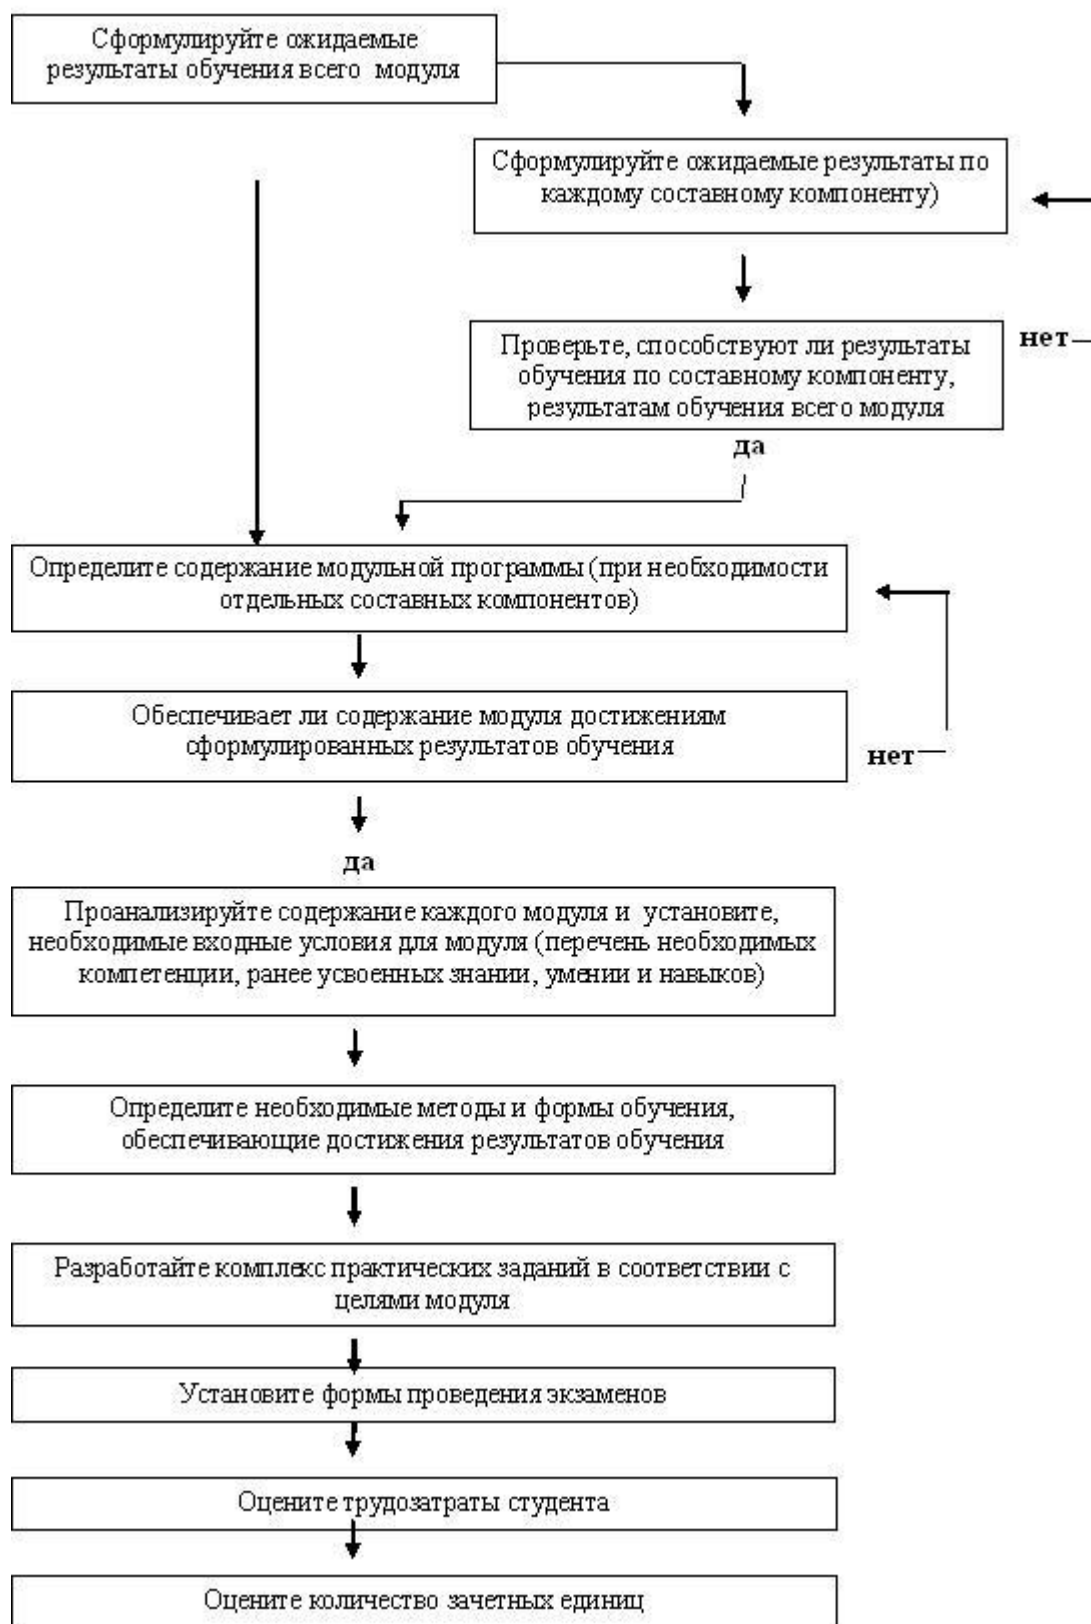 Сформулируйте ожидаемые
результаты обучения всего модуля
Сформулируйте ожидаемые результаты по
каждому составному компоненту)
Проверьте, способствуют ли результаты
обучения по составному компоненту,
результатам обучения всего модуля
нет
да
Определите содержание модульной программы (при необходимости
отдельных составных компонентов)
Обеспечивает ли содержание модуля достижениям
сформулированных результатов обучения
нет
да
Проанализируйте содержание каждого модуля и установите,
необходимые входные условия для модуля (перечень необходимых
компетенции, ранее усвоенных знании, умении и навыков)
Определите необходимые методы и формы обучения,
обеспечивающие достижения результатов обучения
Разработайте комплекс практических заданий в соответствии с
целями модуля
Установите формы проведения экзаменов
Оцените трудозатраты студента
Оцените количество зачетных единиц